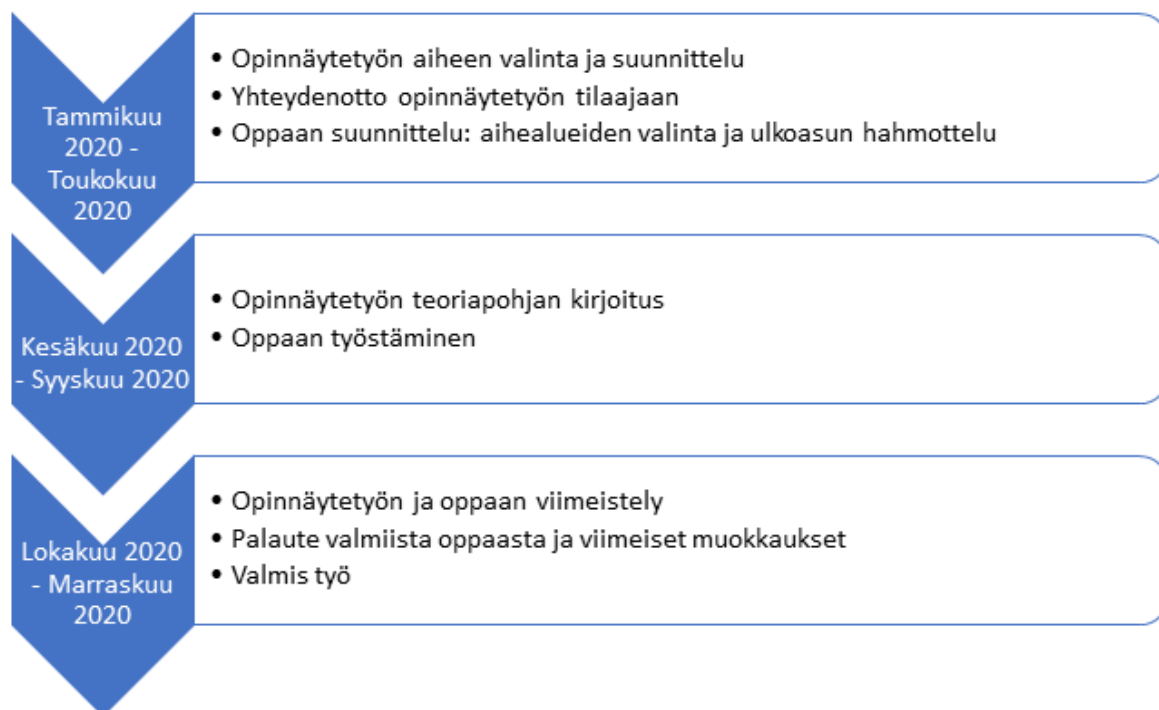 Tammikuu
2020 -
Toukokuu
2020
• Opinnäytetyön aiheen valinta ja suunnittelu
• Yhteydenotto opinnäytetyön tilaajaan
• Oppaan suunnittelu: aihealueiden valinta ja ulkoasun hahmottelu
Kesäkuu 2020
- Syyskuu 2020
• Opinnäytetyön teoriapohjan kirjoitus
• Oppaan työstäminen
Lokakuu 2020
- Marraskuu
2020
• Opinnäytetyön ja oppaan viimeistely
• Palaute valmiista oppaasta ja viimeiset muokkaukset
• Valmis työ